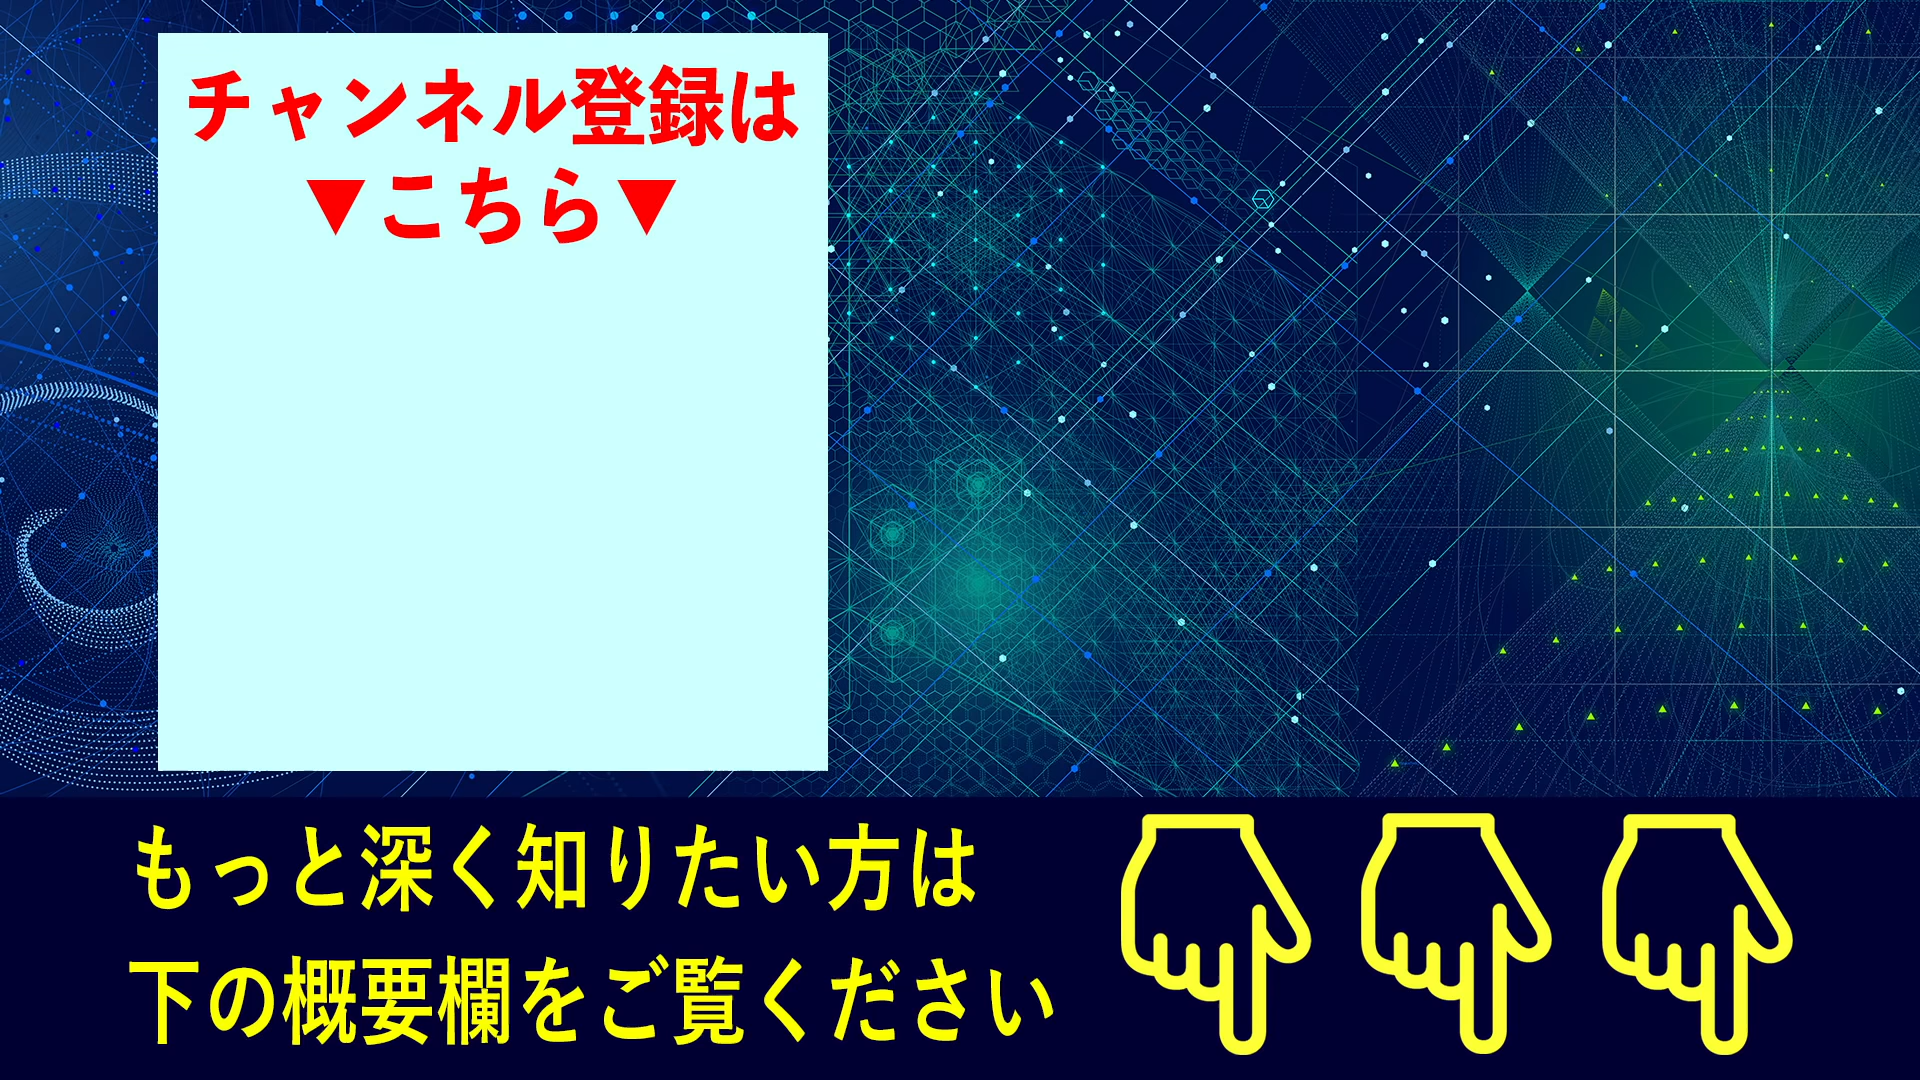 チャンネル登録は
▼こちら▼
もっと深く知りたい方は
下の概要欄をご覧ください